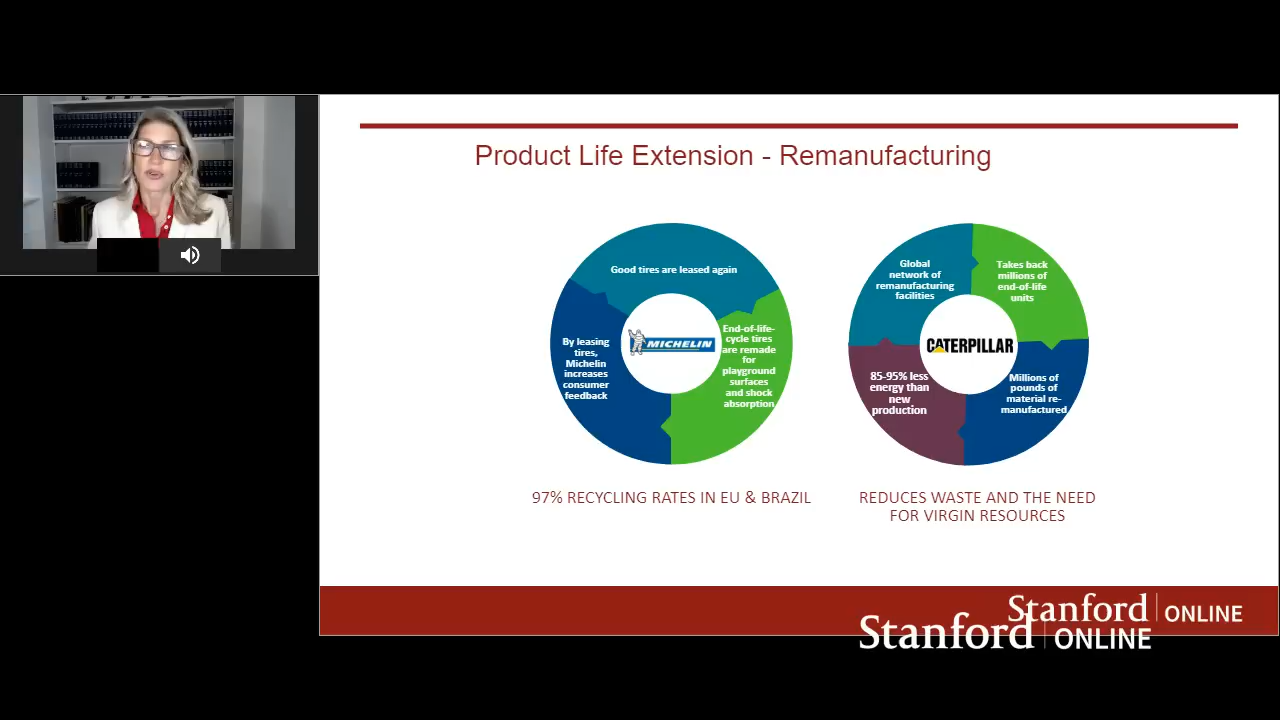 Product Life Extension - Remanufacturing
Good tires are leased again
By leasing
tires,
Michelin
increases
consumer
feedback
MICHELIN
End-of-life-
cycle tires
are remade
for
playground
surfaces
and shock
absorption
97% RECYCLING RATES IN EU & BRAZIL
Global
network of
remanufacturing
facilities
Takes back
millions of
end-of-life
units
CATERPILLAR
85-95% less
energy than
new
production
Millions of
pounds of
material re-
manufactured
REDUCES WASTE AND THE NEED
FOR VIRGIN RESOURCES
Stanford ONLINE
Stanford ONLINE